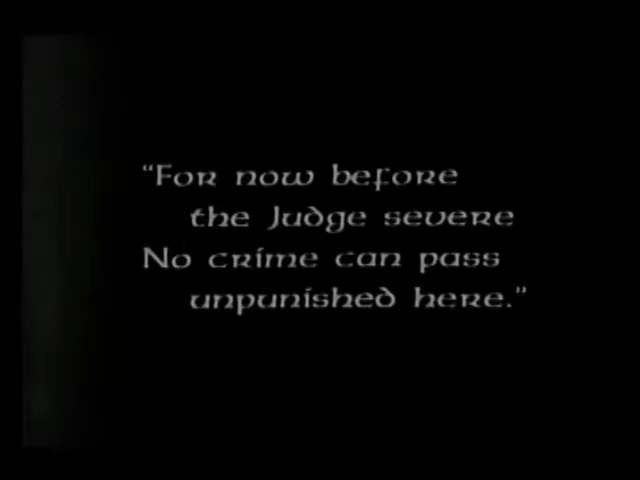 “For now before
the Judge severe
No crime can pass
unpunished here.”